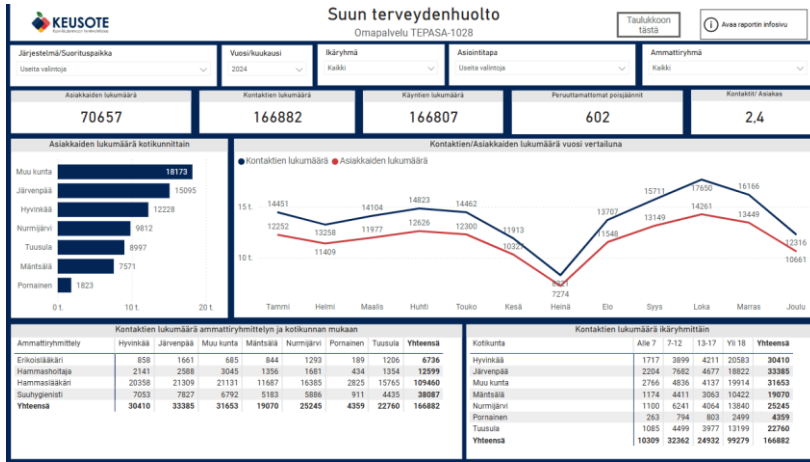 KEUSOTE
Suun terveydenhuolto
Omapalvelu TEPASA-1028
Taulukkoon tästä
Avaa raportin infosivu
Järjestelmä/Suorituspaikka
Useita valintoja
Vuosi/kuukausi
2024
Ikäryhmä
Kaikki
Asiointitapa
Useita valintoja
Ammattiryhmä
Kaikki
Asiakkaiden lukumäärä
70657
Kontaktien lukumäärä
166882
Käyntien lukumäärä
166807
Peruuttamattomat poisjäännit
602
Kontaktit/ Asiakas
2,4
Asiakkaiden lukumäärä kotikunnittain
Muu kunta 18173
Järvenpää 15095
Hyvinkää 12228
Nurmijärvi 9812
Tuusula 8997
Mäntsälä 7571
Pornainen 1823
0 t. 10 t. 20 t.
Kontaktien/Asiakkaiden lukumäärä vuosi vertailuna
Kontaktien lukumäärä Asiakkaiden lukumäärä
15 t.
10 t.
14451 13258 14104 14823 14462 11913 13707 15711 17650 16166 12316
12252 11409 11977 12626 12300 10327 7274 11548 13149 14261 13449 10661
Tammi Helmi Maalis Huhti Touko Kesä Heinä Elo Syys Loka Marras Joulu
Kontaktien lukumäärä ammattiryhmittelyn ja kotikunnan mukaan
Ammattiryhmittely Hyvinkää Järvenpää Muu kunta Mäntsälä Nurmijärvi Pornainen Tuusula Yhteensä
Erikoislääkäri 858 1661 685 844 1293 189 1206 6736
Hammashoitaja 2141 2588 3045 1356 1681 434 1354 12599
Hammaslääkäri 20358 21309 21131 11687 16385 2825 15765 109460
Suuhygienisti 7053 7827 6792 5183 5886 911 4435 38087
Yhteensä 30410 33385 31653 19070 25245 4359 22760 166882
Kontaktien lukumäärä ikäryhmittäin
Kotikunta Alle 7 7-12 13-17 Yli 18 Yhteensä
Hyvinkää 1717 3899 4211 20583 30410
Järvenpää 2204 7682 4677 18822 33385
Muu kunta 2766 4836 4137 19914 31653
Mäntsälä 1174 4411 3063 10422 19070
Nurmijärvi 1100 6241 4064 13840 25245
Pornainen 263 794 803 2499 4359
Tuusula 1085 4499 3977 13199 22760
Yhteensä 10309 32362 24932 99279 166882